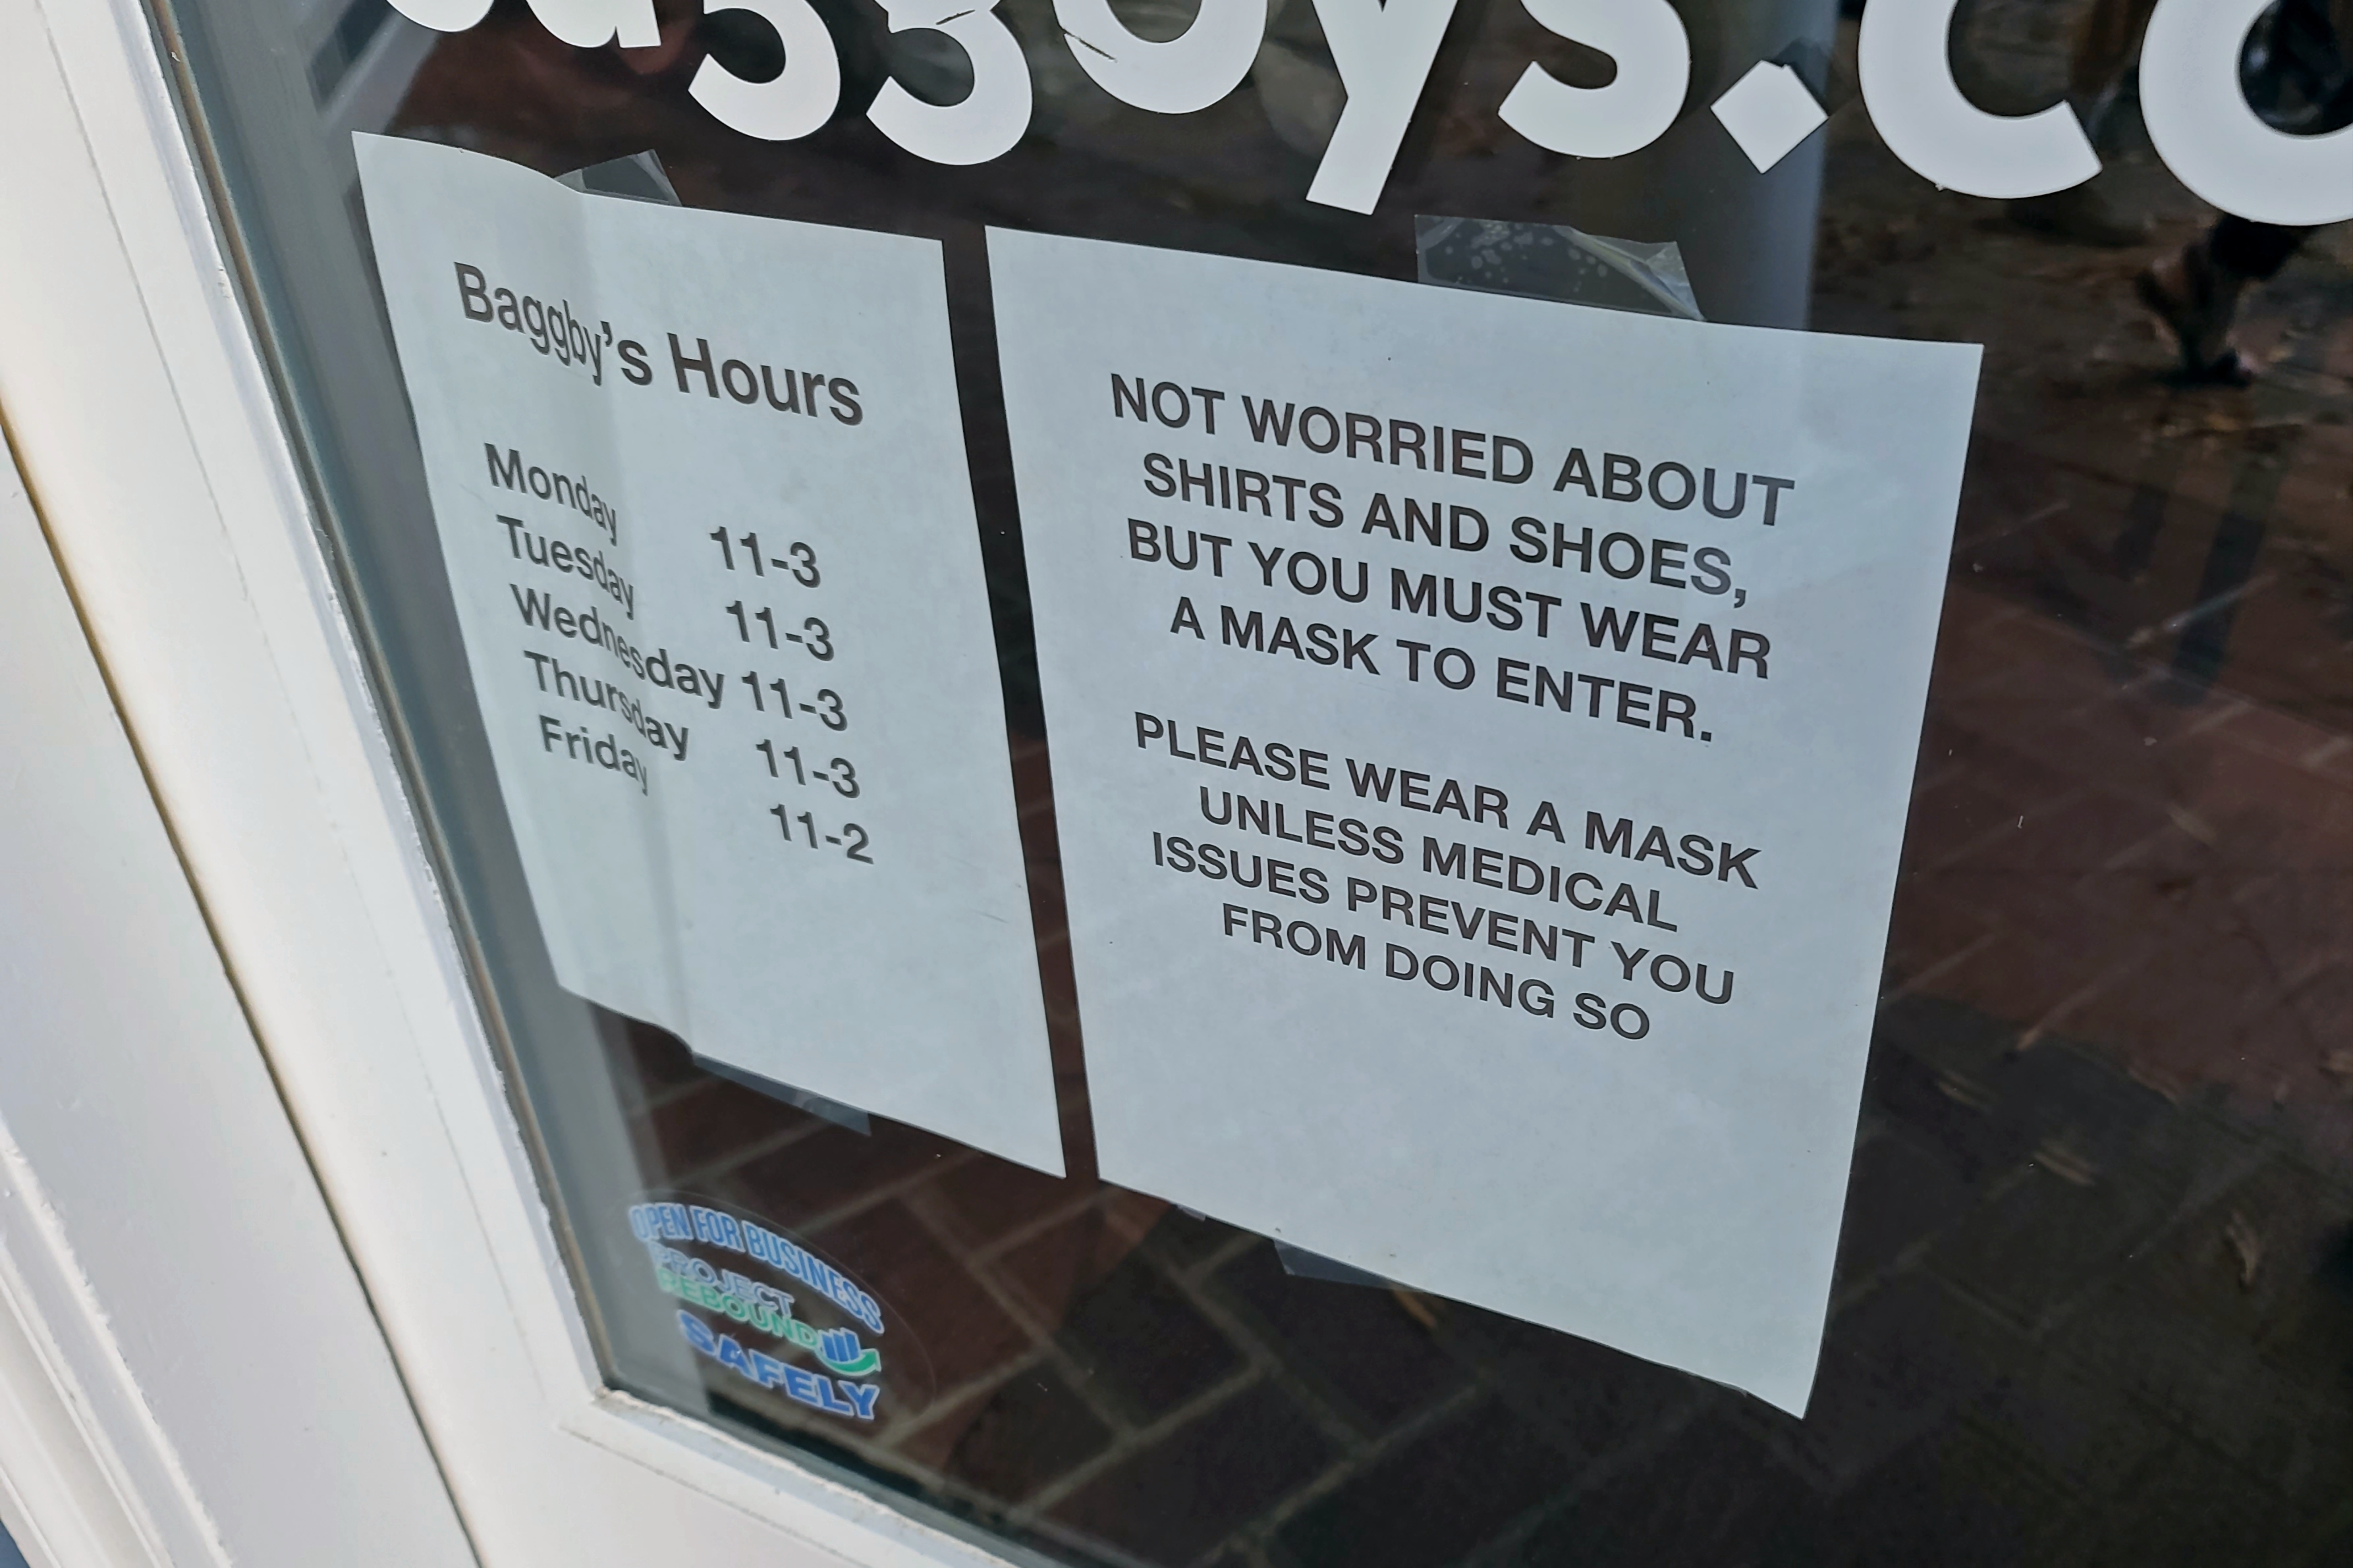 Baggby's Hours
Monday 11-3
Tuesday 11-3
Wednesday 11-3
Thursday 11-3
Friday 11-2
NOT WORRIED ABOUT
SHIRTS AND SHOES,
BUT YOU MUST WEAR
A MASK TO ENTER.
PLEASE WEAR A MASK
UNLESS MEDICAL
ISSUES PREVENT YOU
FROM DOING SO
OPEN FOR BUSINESS
PROJECT
REBOUND
SAFELY